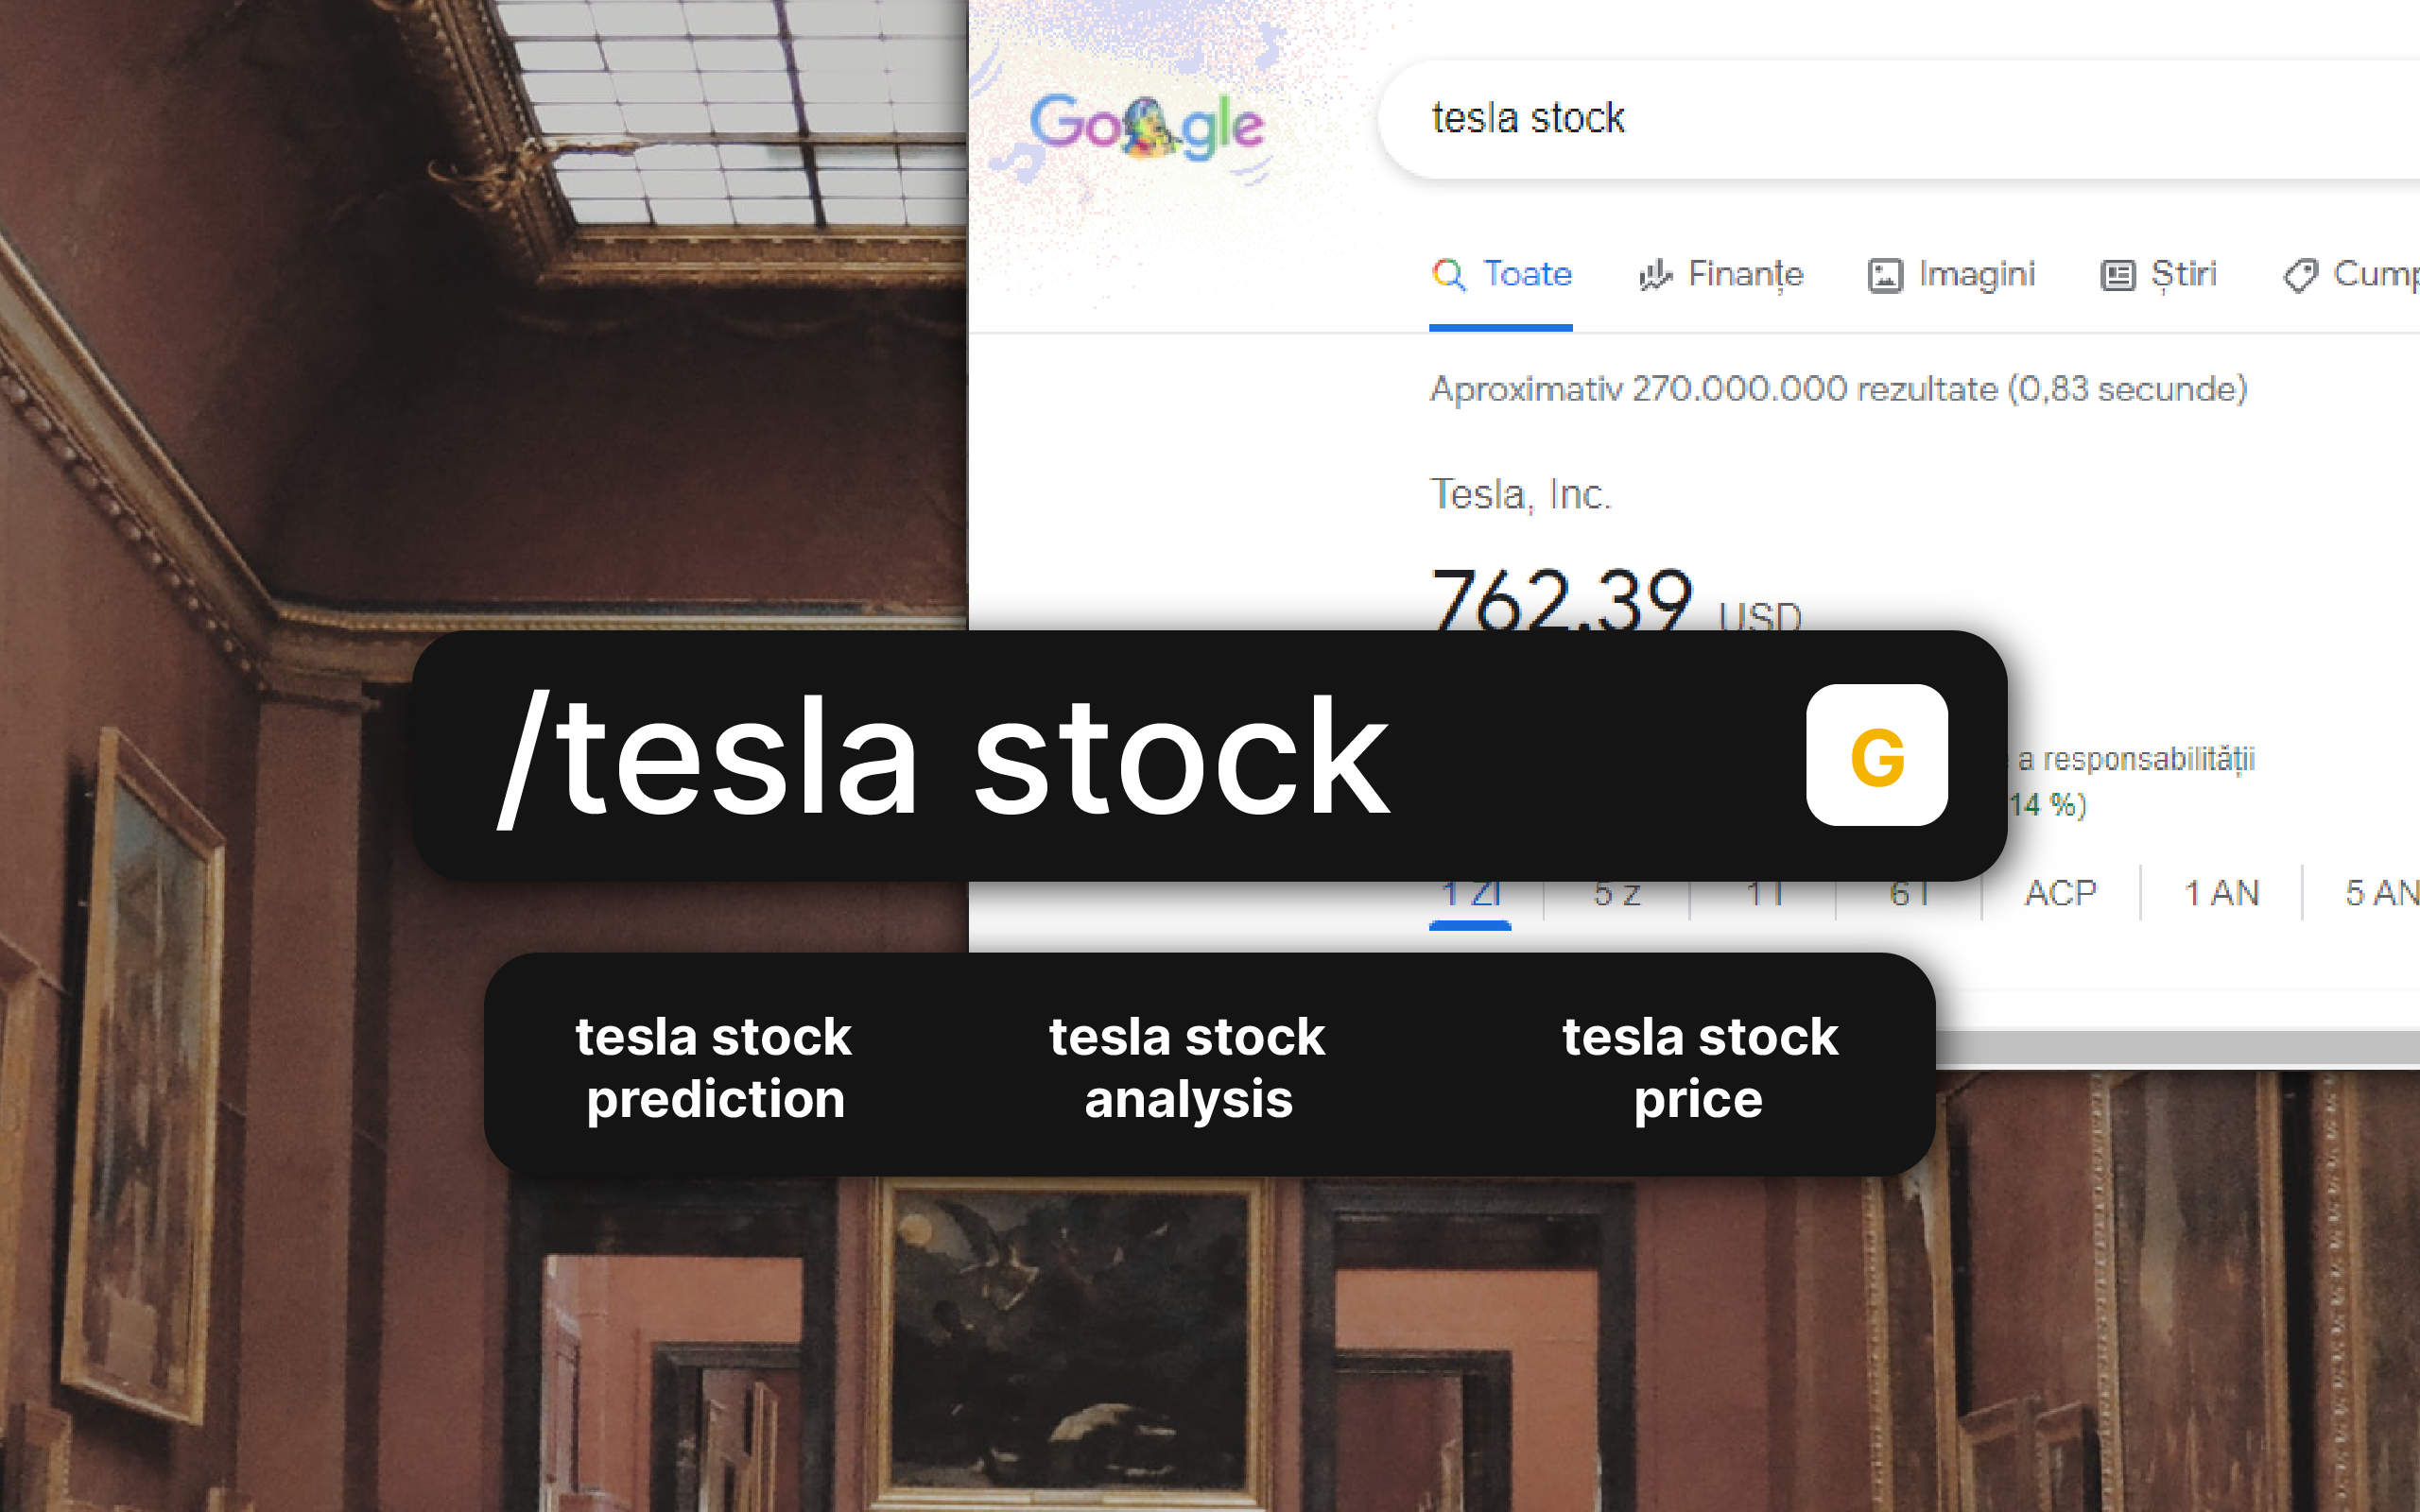 Google
tesla stock
Toate Finanțe Imagini Știri
Aproximativ 270.000.000 rezultate (0,83 secunde)
Tesla, Inc.
762.39 USD
/tesla stock G
a responsabilității
14 %)
1 ZI 5 Z 1 l 6 l ACP 1 AN 5 AN
tesla stock tesla stock tesla stock
prediction analysis price